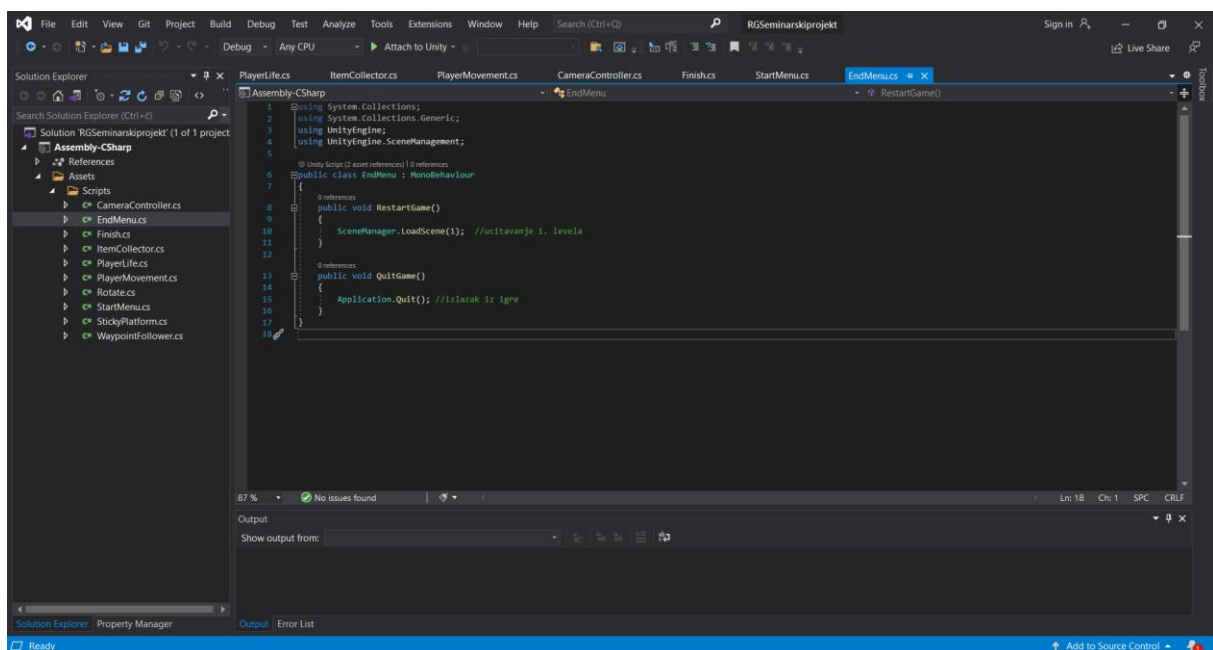 File Edit View Git Project Build Debug Test Analyze Tools Extensions Window Help Search (Ctrl+Q) RGSeminarskiprojekt Sign in
Debug Any CPU Attach to Unity Live Share
Solution Explorer
Search Solution Explorer (Ctrl+č)
Solution 'RGSeminarskiprojekt' (1 of 1 project
Assembly-CSharp
References
Assets
Scripts
C# CameraController.cs
C# EndMenu.cs
C# Finish.cs
C# ItemCollector.cs
C# PlayerLife.cs
C# PlayerMovement.cs
C# Rotate.cs
C# StartMenu.cs
C# StickyPlatform.cs
C# WaypointFollower.cs
Solution Explorer Property Manager
PlayerLife.cs ItemCollector.cs PlayerMovement.cs CameraController.cs Finish.cs StartMenu.cs EndMenu.cs
Assembly-CSharp EndMenu RestartGame()
1 using System.Collections;
2 using System.Collections.Generic;
3 using UnityEngine;
4 using UnityEngine.SceneManagement;
5
Unity Script (2 asset references) | 0 references
6 public class EndMenu : MonoBehaviour
7 {
0 references
8 public void RestartGame()
9 {
10 SceneManager.LoadScene(1); //ucitavanje 1. levela
11 }
12
0 references
13 public void QuitGame()
14 {
15 Application.Quit(); //izlazak iz igre
16 }
17 }
18
87 % No issues found Ln: 18 Ch: 1 SPC CRLF
Output
Show output from:
Output Error List
Toolbox
Ready Add to Source Control